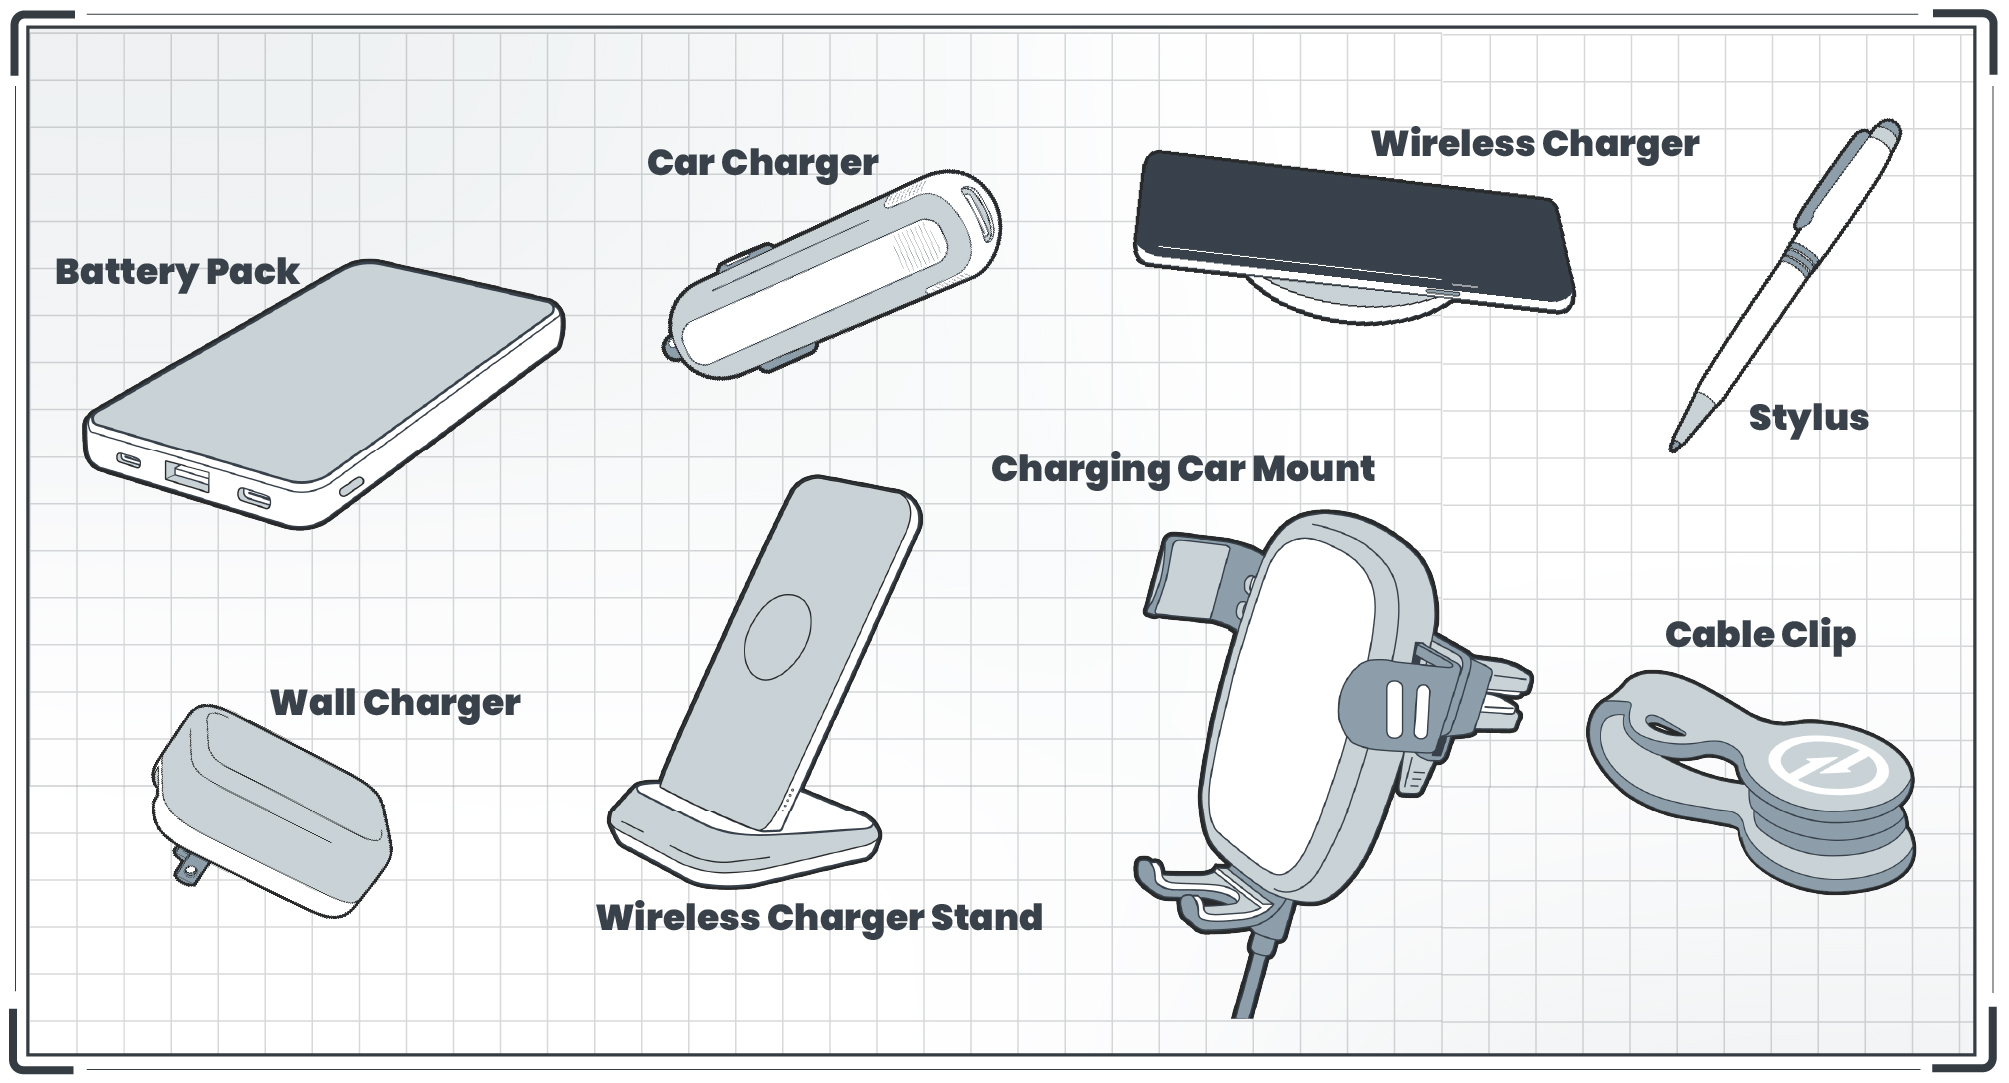 Car Charger
Wireless Charger
Battery Pack
Stylus
Charging Car Mount
Cable Clip
Wall Charger
Wireless Charger Stand